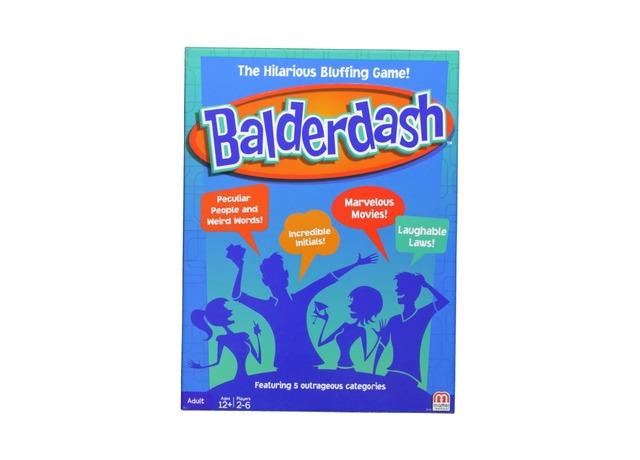 The Hilarious Bluffing Game!
Balderdash™
Peculiar
People and
Weird Words!
Incredible
Initials!
Marvelous
Movies!
Laughable
Laws!
Featuring 5 outrageous categories
Adult
Ages
12+
Players
2-6